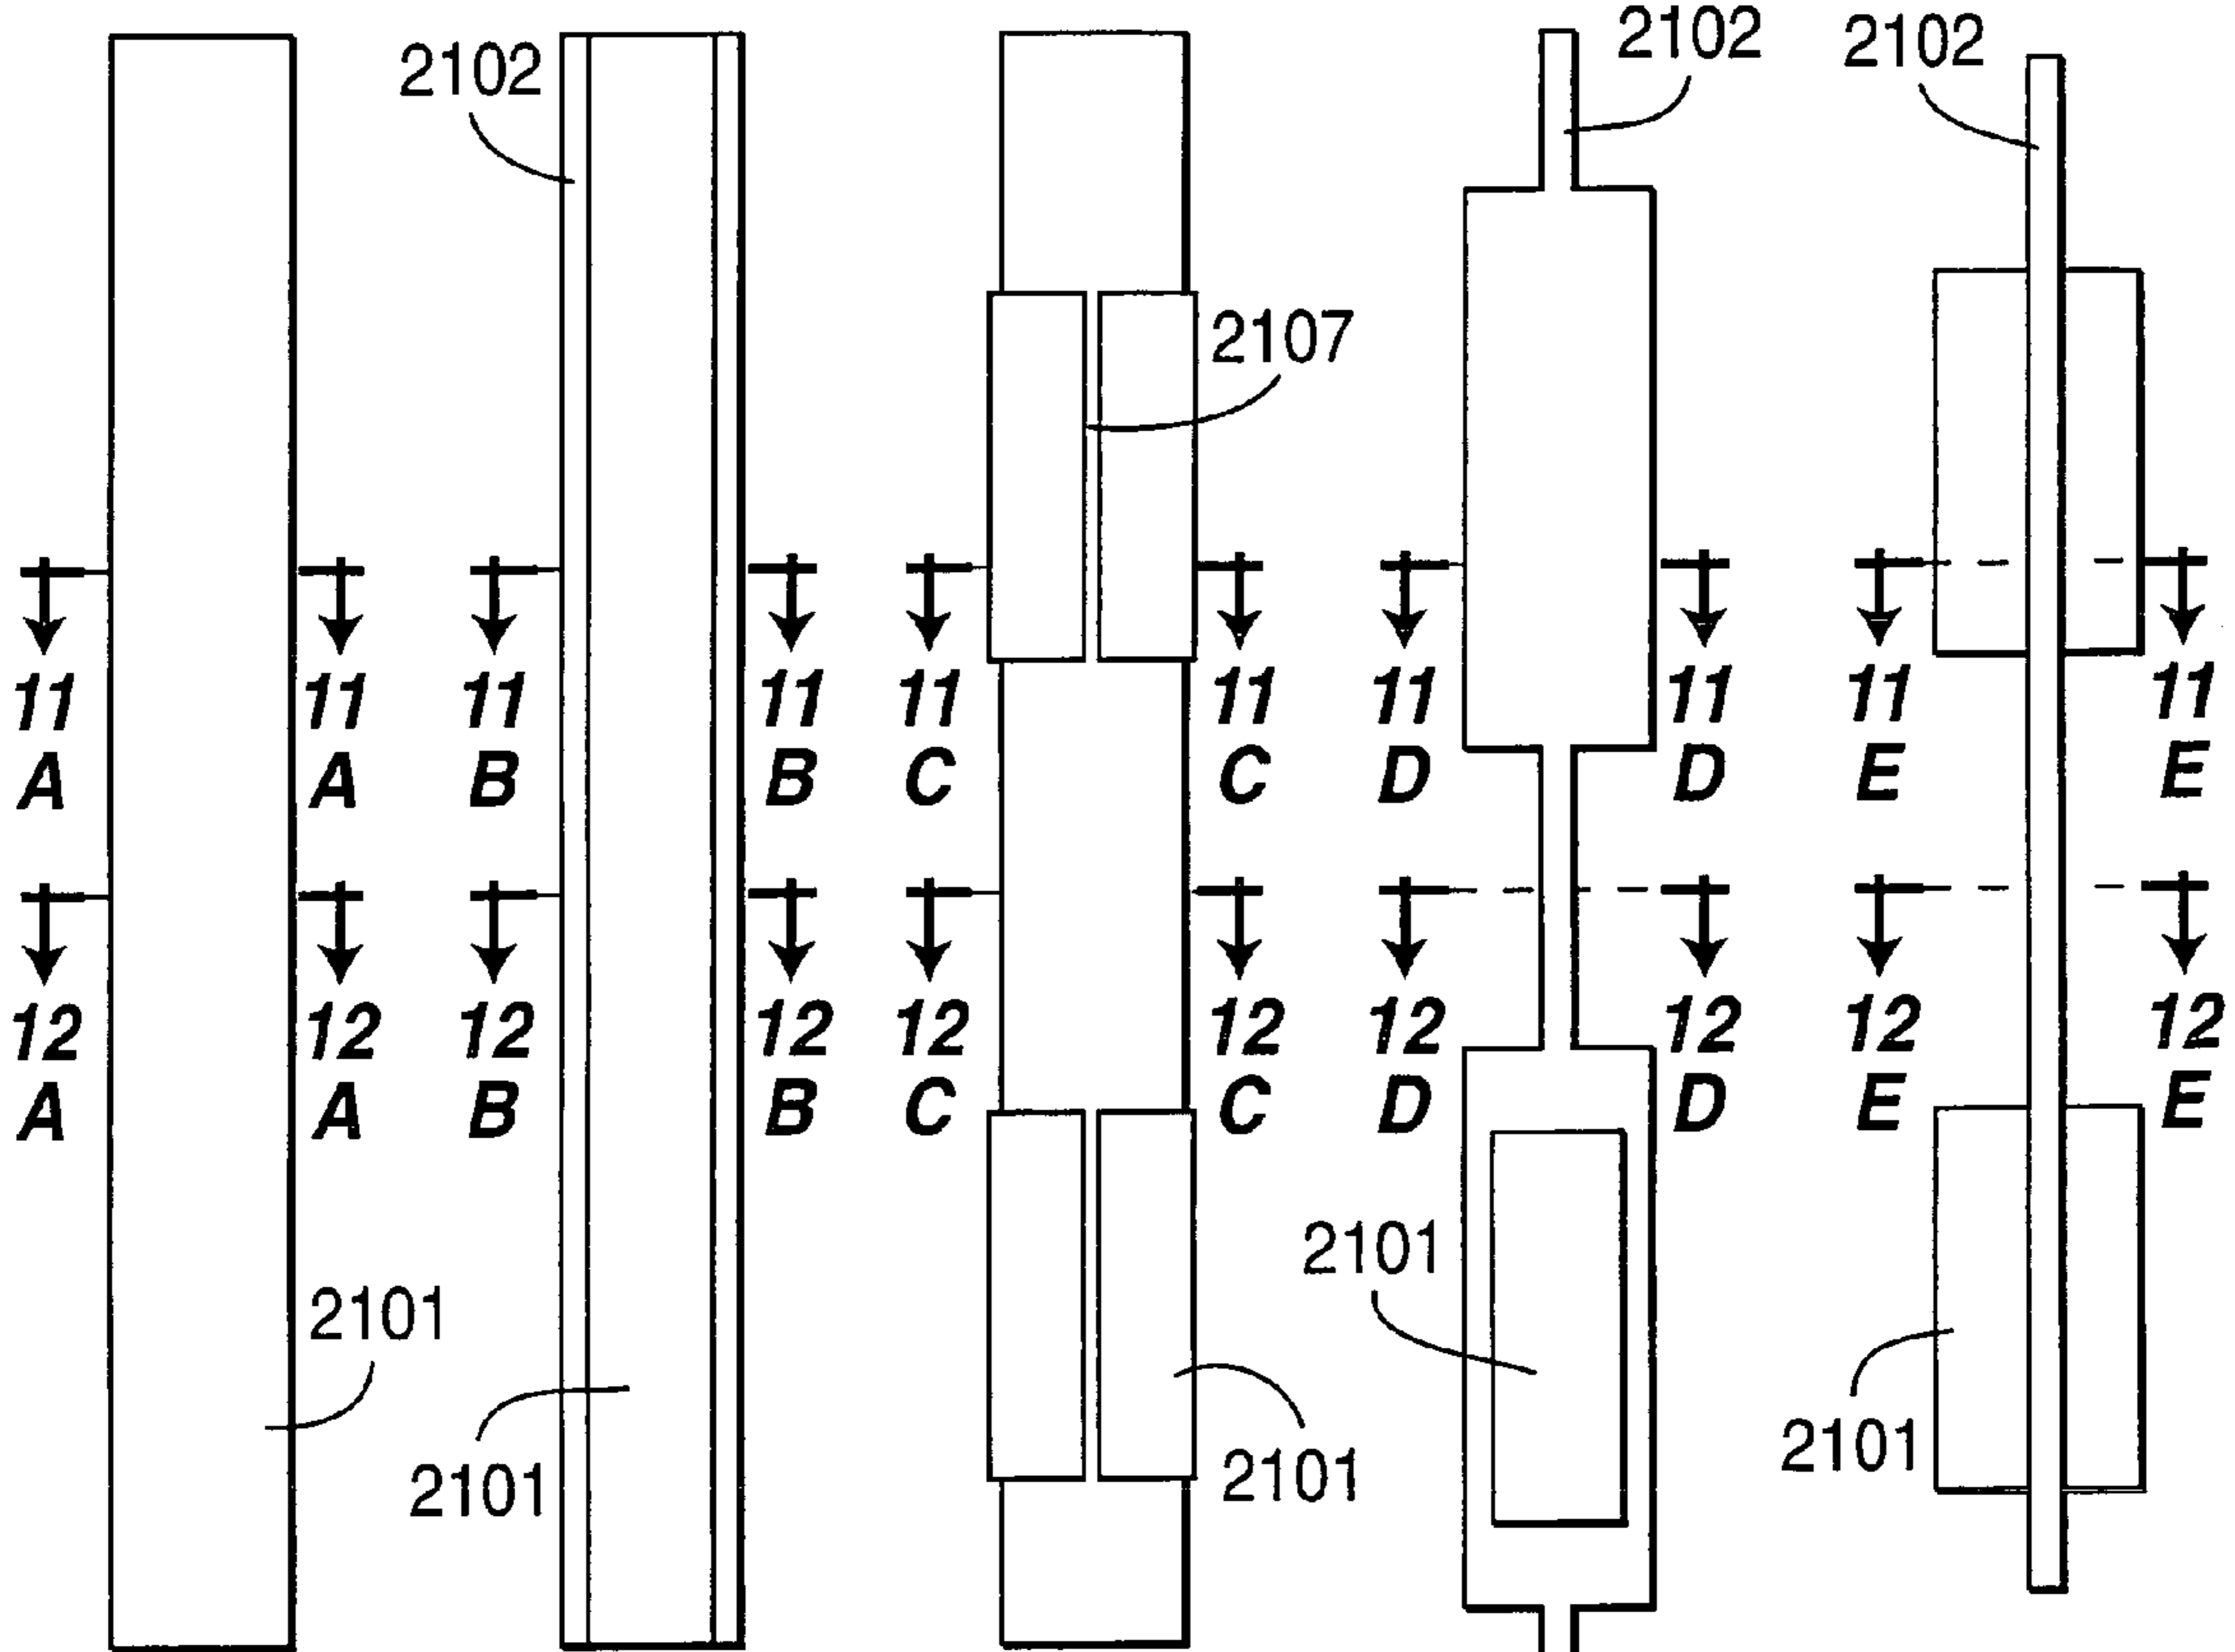 2102 2102 2102
2107
11 11 11 11 11 11 11 11 11 11
A A B B C C D D E E
12 12 12 12 12 12 12 12 12 12
A A B B C C D D E E
2101 2101
2101 2101 2101